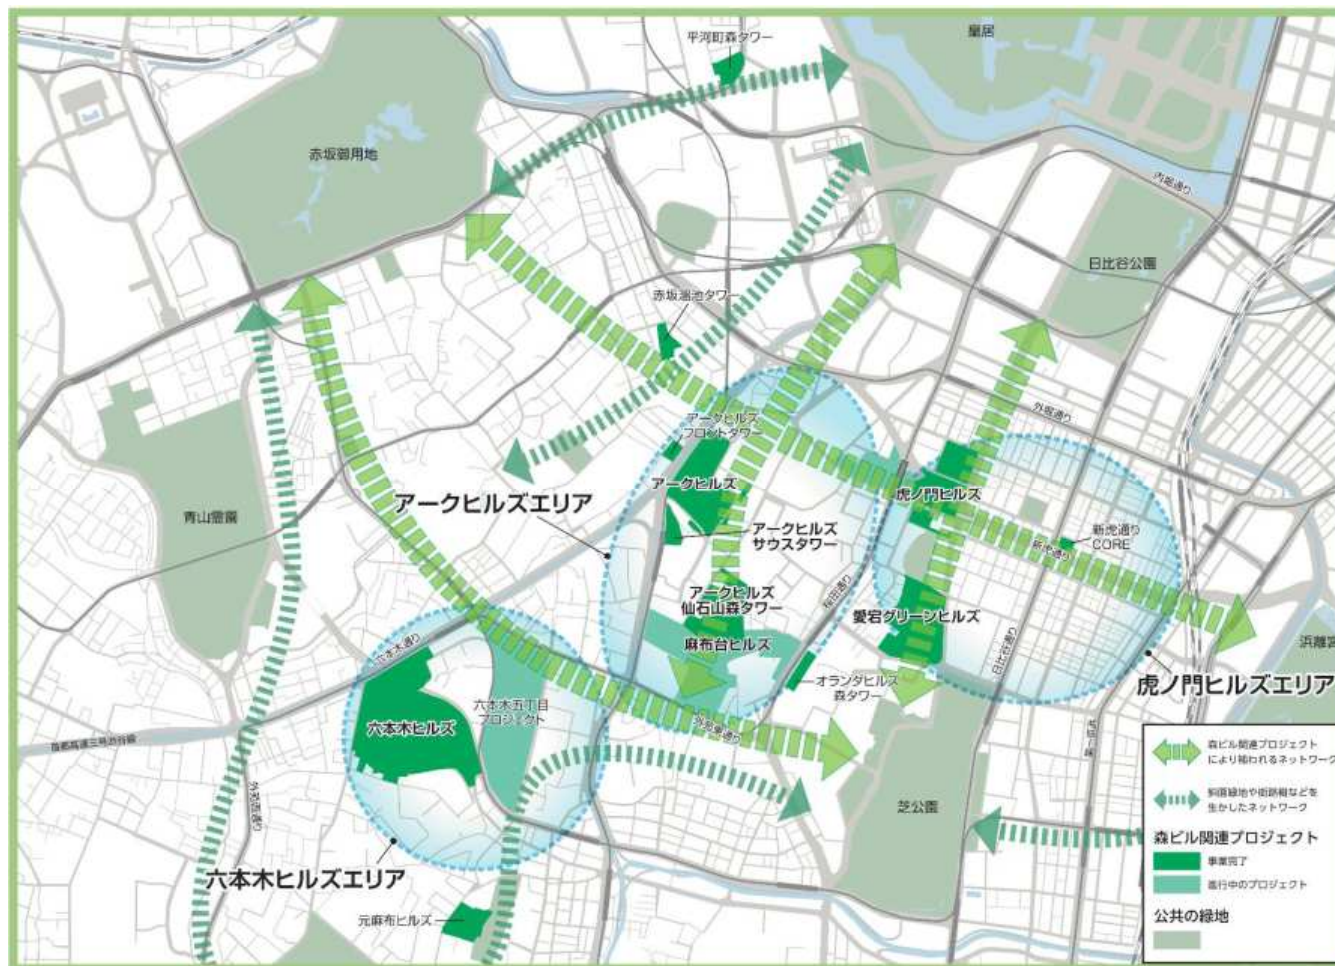 平河町森タワー
皇居
赤坂御用地
内堀通り
日比谷公園
赤坂溜池タワー
外堀通り
アークヒルズ
フロントタワー
アークヒルズエリア
アークヒルズ
虎ノ門ヒルズ
青山霊園
アークヒルズ
サウスタワー
新虎通り
CORE
新虎通り
桜田通り
アークヒルズ
仙石山森タワー
愛宕グリーンヒルズ
麻布台ヒルズ
日比谷通り
浜離宮
六本木通り
オランダヒルズ
森タワー
虎ノ門ヒルズエリア
六本木五丁目
プロジェクト
六本木ヒルズ
外苑東通り
首都高速三号渋谷線
外苑西通り
芝公園
六本木ヒルズエリア
元麻布ヒルズ
森ビル関連プロジェクト
により補われるネットワーク
斜面緑地や街路樹などを
生かしたネットワーク
森ビル関連プロジェクト
事業完了
進行中のプロジェクト
公共の緑地